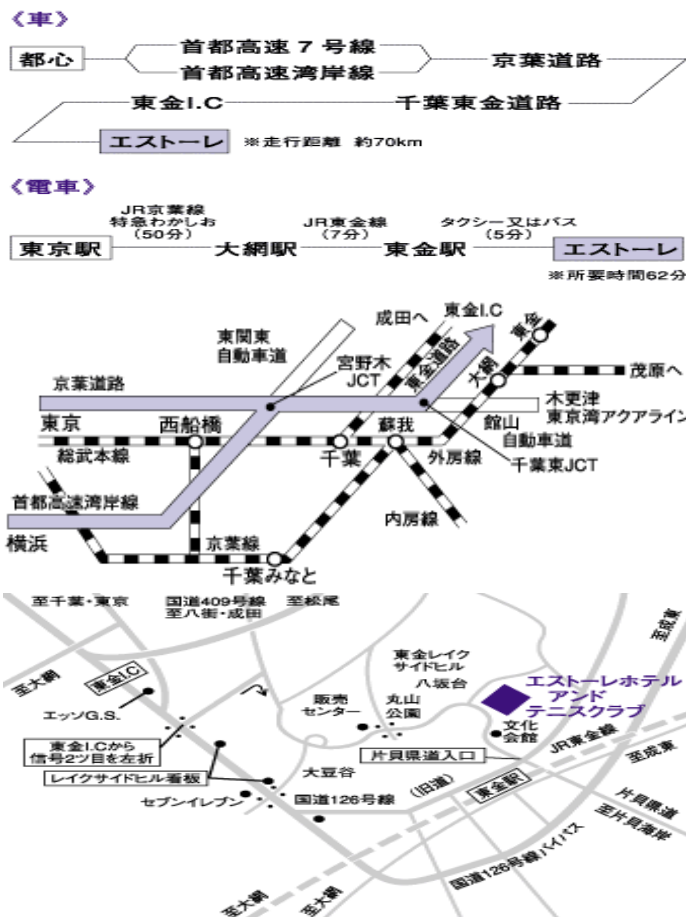 《車》
都心
首都高速7号線
首都高速湾岸線
京葉道路
東金I.C
千葉東金道路
エストーレ
※走行距離 約70km
《電車》
JR京葉線
特急わかしお
(50分)
JR東金線
(7分)
タクシー又はバス
(5分)
東京駅
大網駅
東金駅
エストーレ
※所要時間62分
成田へ
東金I.C
東金
東関東
自動車道
宮野木
JCT
東金道路
大網
茂原へ
京葉道路
木更津
東京湾アクアライン
東京
西船橋
蘇我
館山
自動車道
総武本線
千葉
外房線
千葉東JCT
首都高速湾岸線
内房線
横浜
京葉線
千葉みなと
至千葉・東京
国道409号線
至八街・成田
至松尾
至成東
至大網
東金I.C
東金レイク
サイドヒル
八坂台
エストーレホテル
アンド
テニスクラブ
エッソG.S.
販売
センター
丸山
公園
文化
会館
東金I.Cから
信号2ツ目を左折
片貝県道入口
JR東金線
至成東
レイクサイドヒル看板
大豆谷
(旧道)
東金駅
セブンイレブン
国道126号線
片貝県道
至片貝海岸
国道126号線バイパス
至大網
至大網